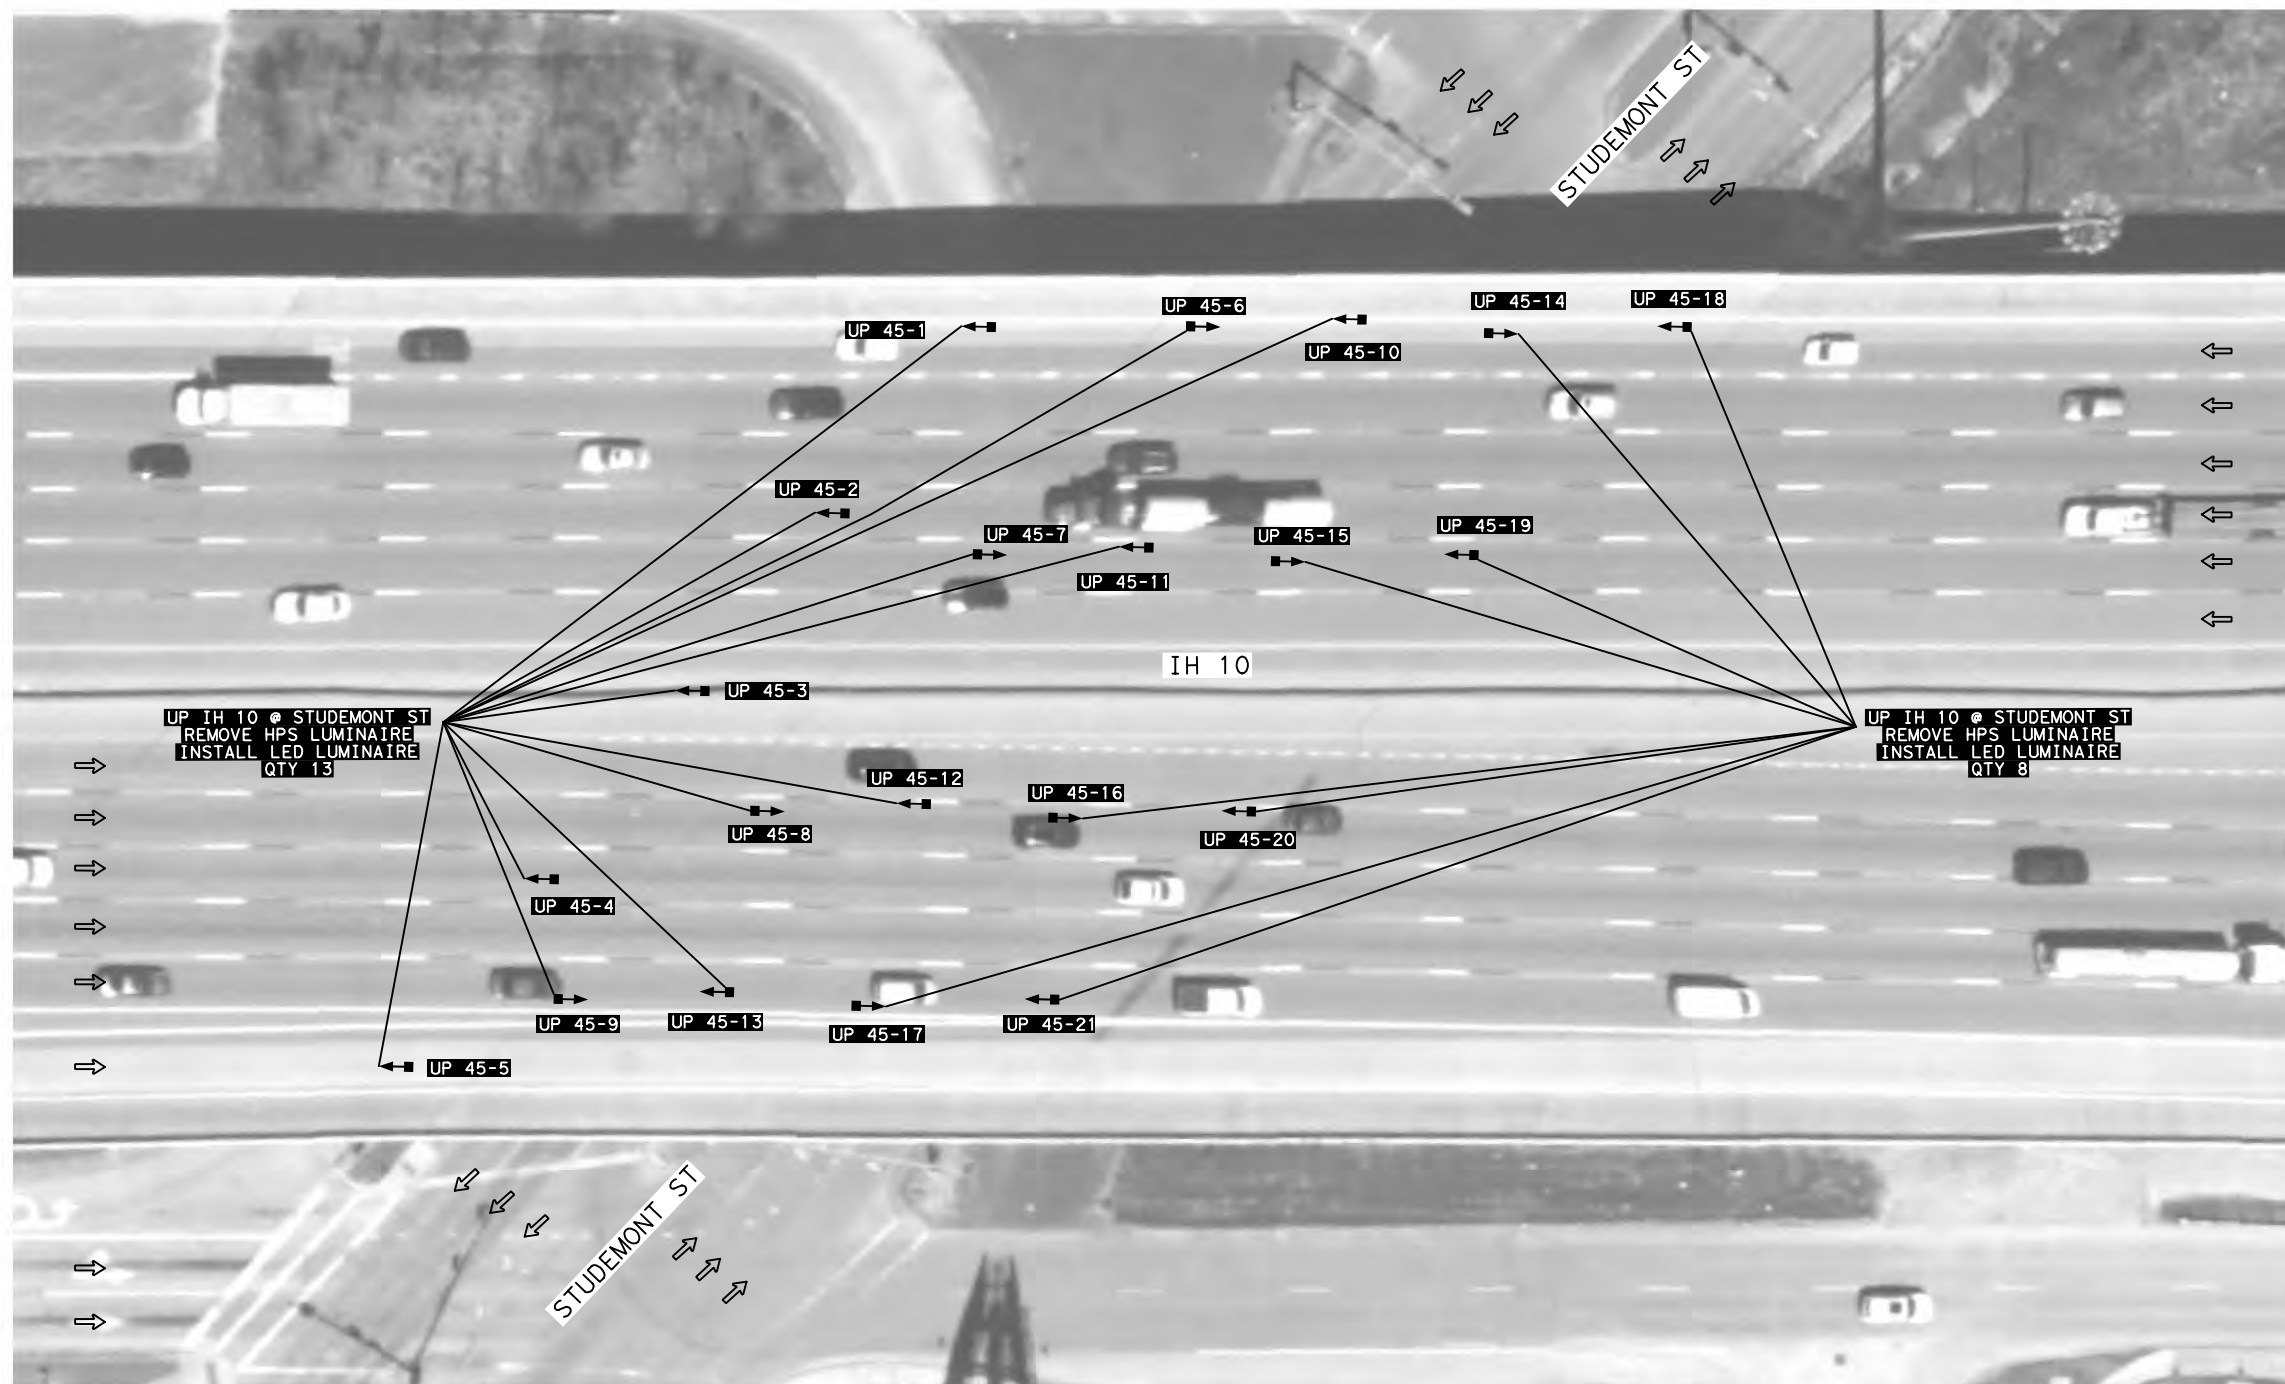 STUDEMONT ST
UP 45-1
UP 45-6
UP 45-10
UP 45-14
UP 45-18
UP 45-2
UP 45-7
UP 45-11
UP 45-15
UP 45-19
IH 10
UP 45-3
UP IH 10 @ STUDEMONT ST
REMOVE HPS LUMINAIRE
INSTALL LED LUMINAIRE
QTY 13
UP IH 10 @ STUDEMONT ST
REMOVE HPS LUMINAIRE
INSTALL LED LUMINAIRE
QTY 8
UP 45-12
UP 45-16
UP 45-8
UP 45-20
UP 45-4
UP 45-9
UP 45-13
UP 45-17
UP 45-21
UP 45-5
STUDEMONT ST